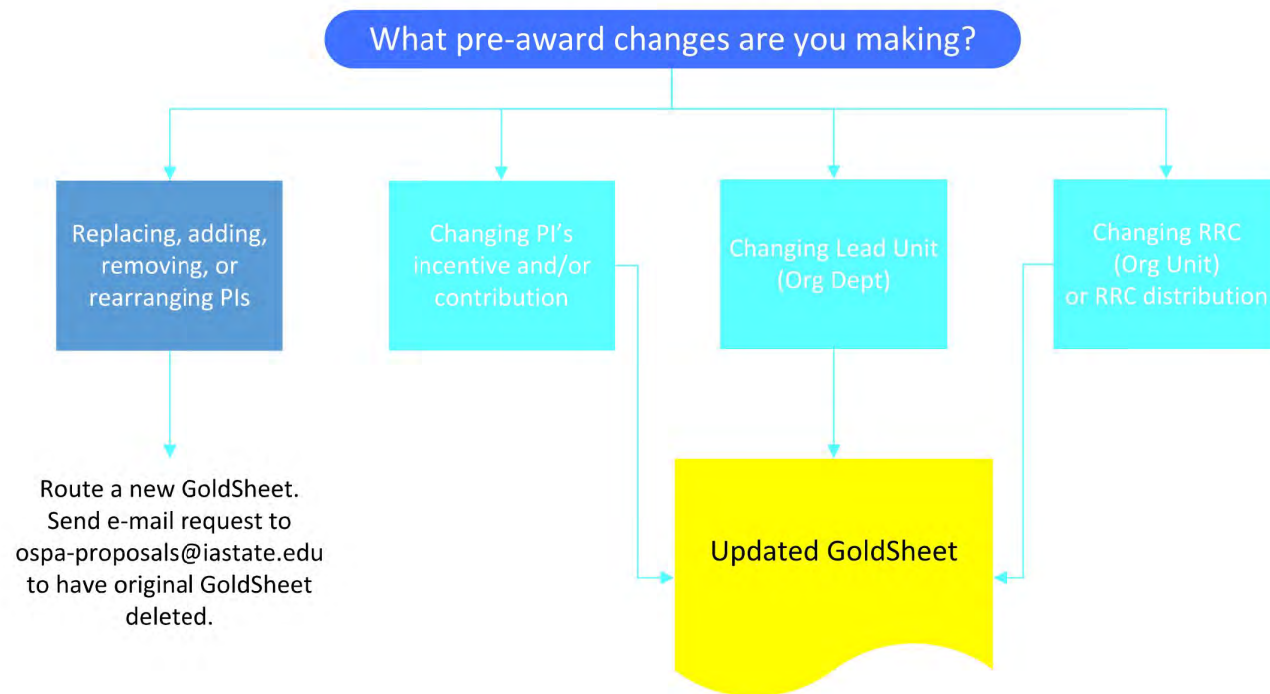 What pre-award changes are you making?
Replacing, adding,
removing, or
rearranging PIs
Changing PI's
incentive and/or
contribution
Changing Lead Unit
(Org Dept)
Changing RRC
(Org Unit)
or RRC distribution
Route a new GoldSheet.
Send e-mail request to
ospa-proposals@iastate.edu
to have original GoldSheet
deleted.
Updated GoldSheet